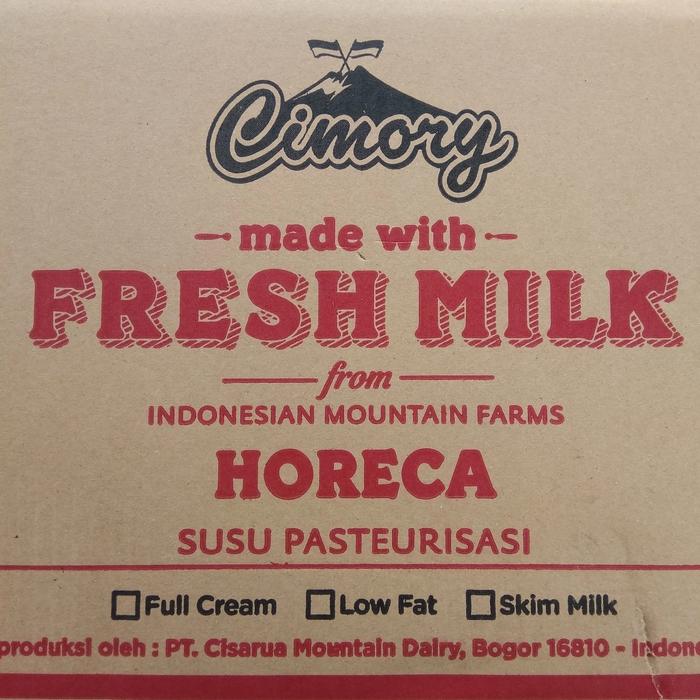 Cimory
made with
FRESH MILK
from
INDONESIAN MOUNTAIN FARMS
HORECA
SUSU PASTEURISASI
Full Cream Low Fat Skim Milk
produksi oleh : PT. Cisarua Mountain Dairy, Bogor 16810 - Indone